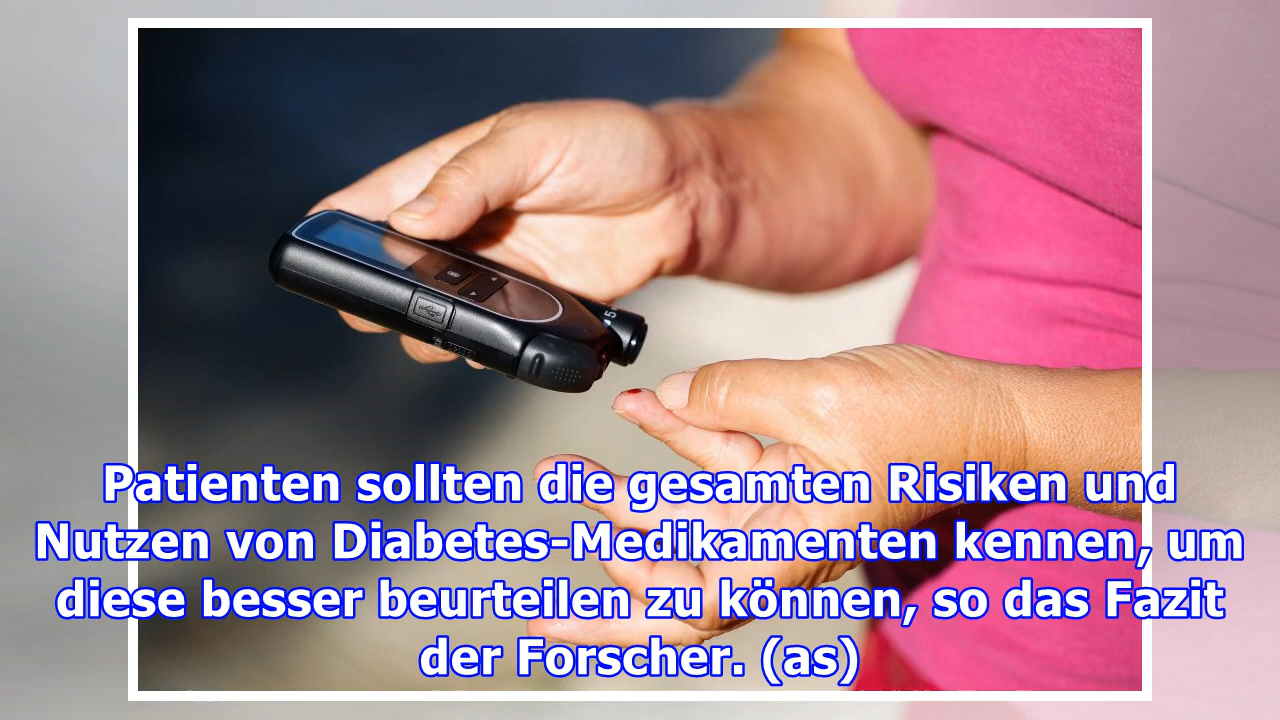 Patienten sollten die gesamten Risiken und
Nutzen von Diabetes-Medikamenten kennen, um
diese besser beurteilen zu können, so das Fazit
der Forscher. (as)